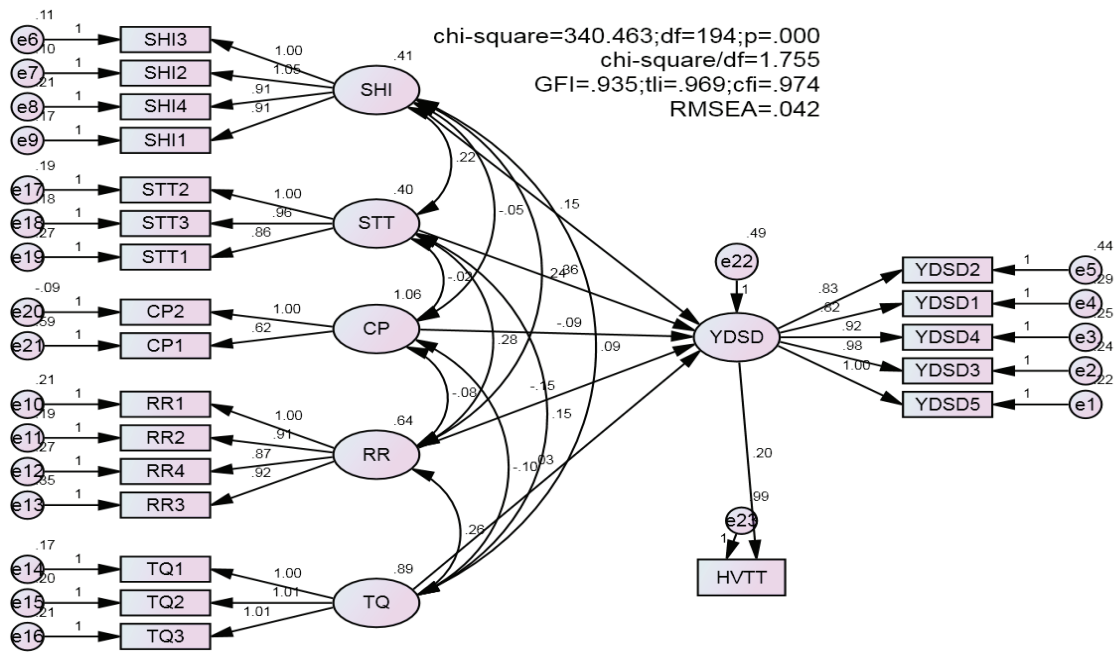 chi-square=340.463;df=194;p=.000
chi-square/df=1.755
GFI=.935;tli=.969;cfi=.974
RMSEA=.042
.11
e6 1 SHI3 1.00
.10
e7 1 SHI2 1.05
.21
e8 1 SHI4 .91
.17
e9 1 SHI1 .91
.41
SHI
.19
e17 1 STT2 1.00
.18
e18 1 STT3 .96
.27
e19 1 STT1 .86
.40
STT
-.09
e20 1 CP2 1.00
.59
e21 1 CP1 .62
1.06
CP
.21
e10 1 RR1 1.00
.19
e11 1 RR2 .91
.27
e12 1 RR4 .87
.35
e13 1 RR3 .92
.64
RR
.17
e14 1 TQ1 1.00
.20
e15 1 TQ2 1.01
.21
e16 1 TQ3 1.01
.89
TQ
.22
-.05
.15
-.02
.24
.36
-.09
.28
.09
-.08
-.15
.15
-.10
.03
.26
.49
e22
1
YDSD
.83 YDSD2 1 e5 .44
.82 YDSD1 1 e4 .29
.92 YDSD4 1 e3 .25
.98 YDSD3 1 e2 .24
1.00 YDSD5 1 e1 .22
.20
.99
e23
1
HVTT